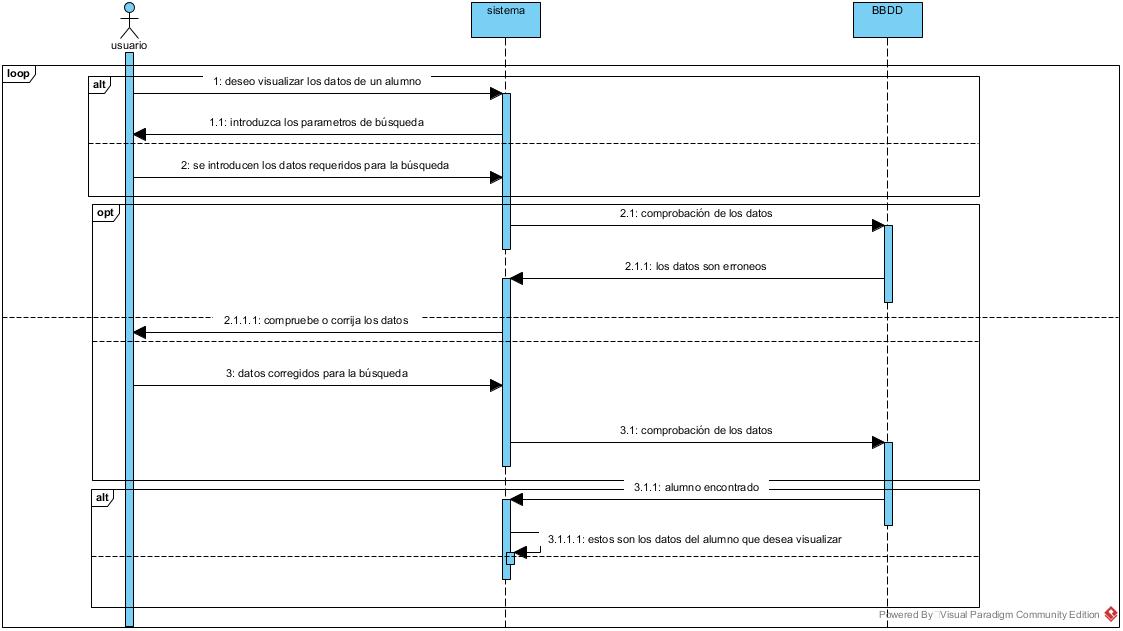 usuario
sistema
BBDD
loop
alt
1: deseo visualizar los datos de un alumno
1.1: introduzca los parametros de búsqueda
2: se introducen los datos requeridos para la búsqueda
opt
2.1: comprobación de los datos
2.1.1: los datos son erroneos
2.1.1.1: compruebe o corrija los datos
3: datos corregidos para la búsqueda
3.1: comprobación de los datos
alt
3.1.1: alumno encontrado
3.1.1.1: estos son los datos del alumno que desea visualizar
Powered By Visual Paradigm Community Edition